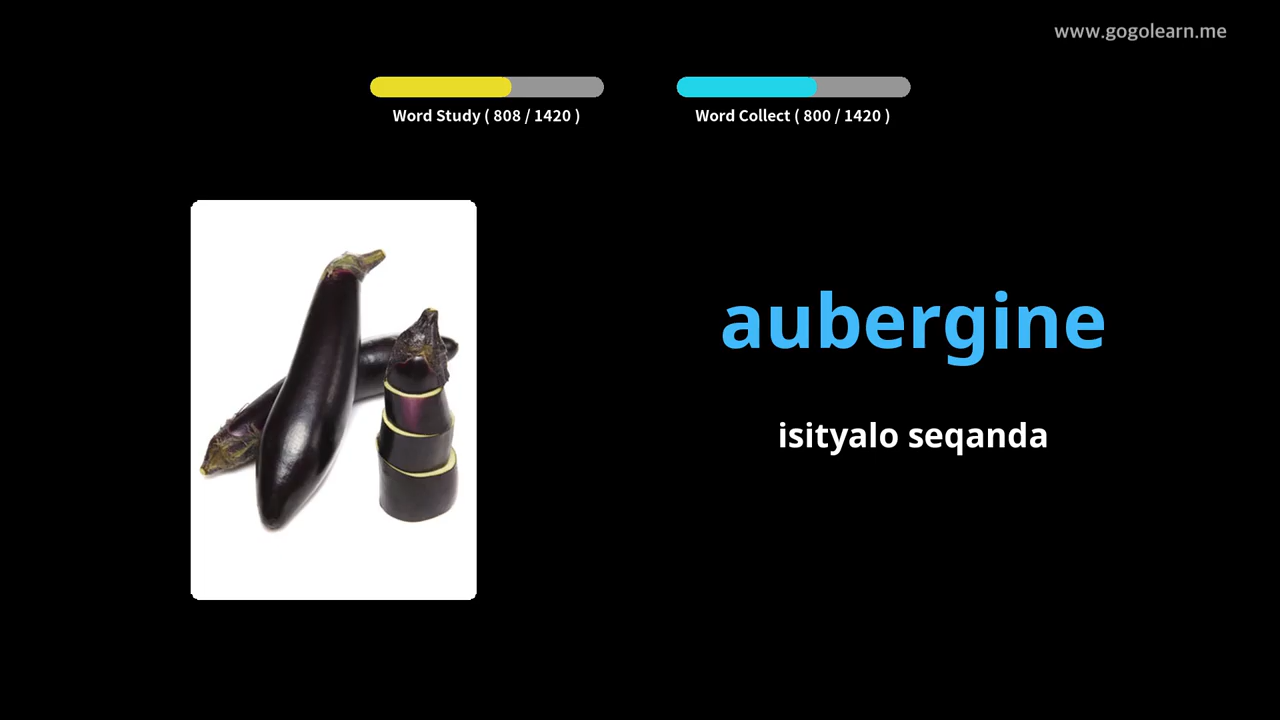 www.gogolearn.me
Word Study ( 808 / 1420 )
Word Collect ( 800 / 1420 )
aubergine
isityalo seqanda